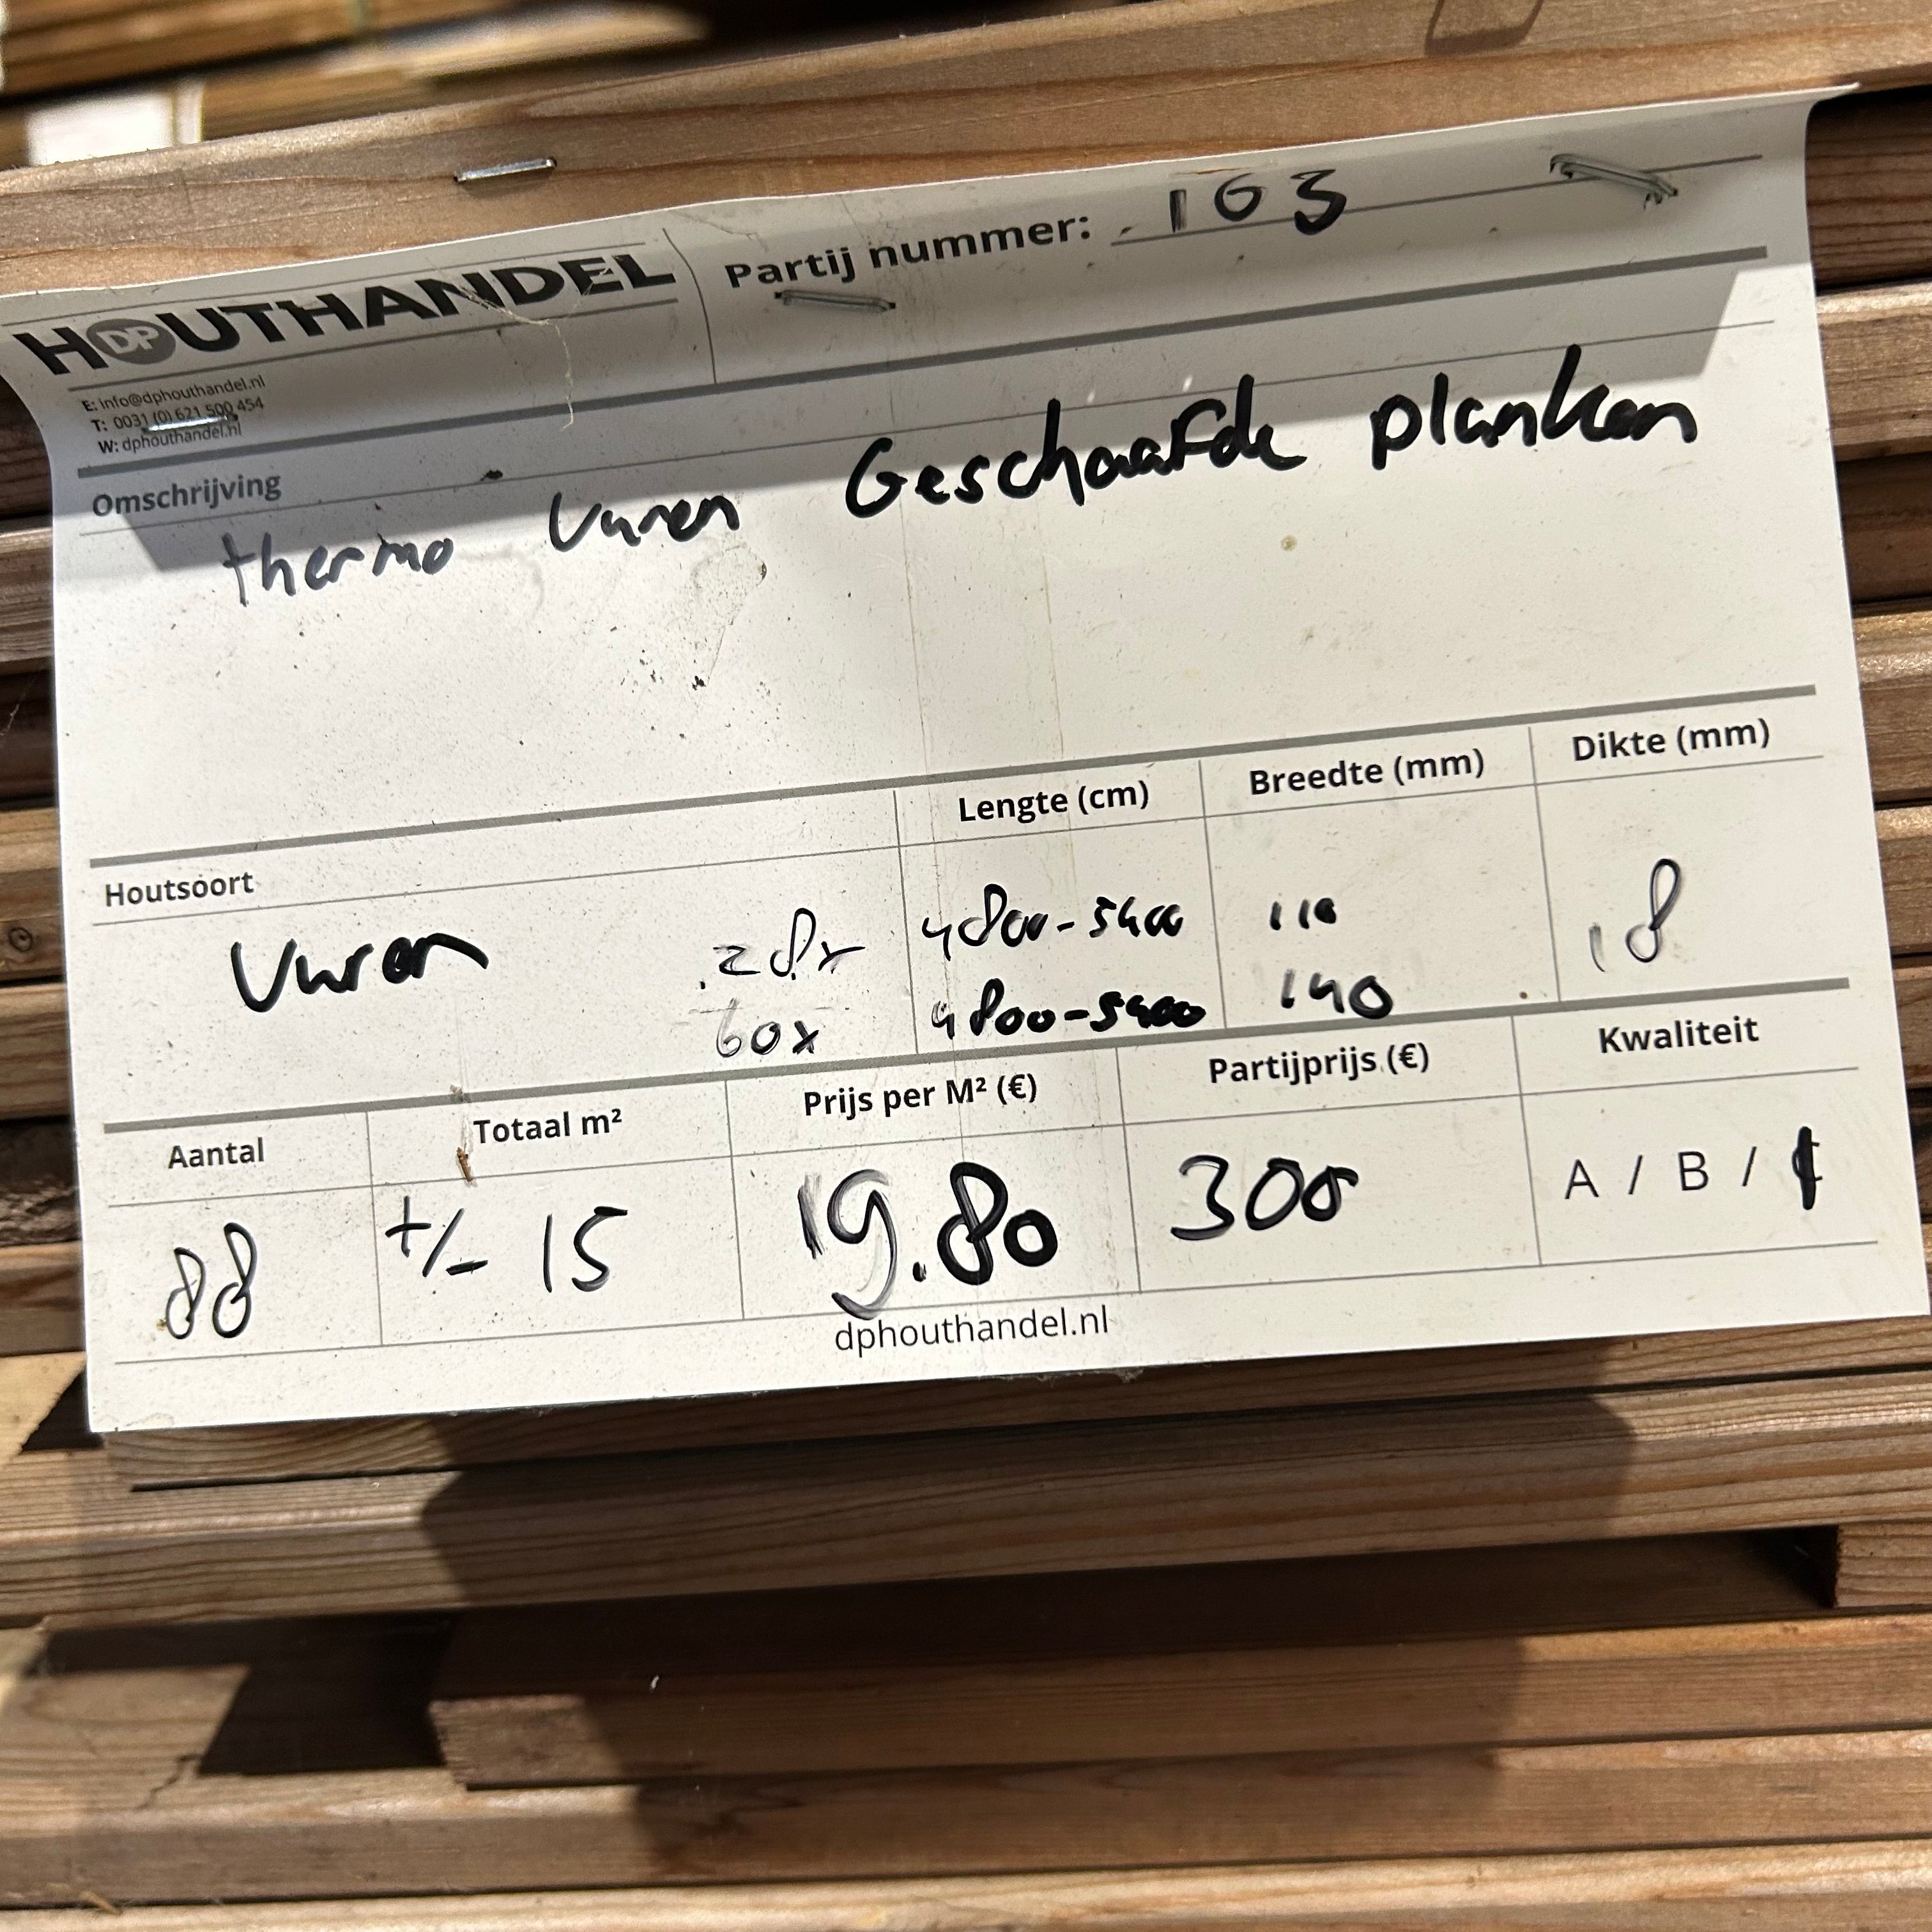 HOUTHANDEL
DP
E: info@dphouthandel.nl
T: 0031 (0) 621 500 454
W: dphouthandel.nl
Partij nummer: 103
Omschrijving
thermo Vuren Geschaafde planken
Houtsoort Lengte (cm) Breedte (mm) Dikte (mm)
Vuren 28x 4800-5400 110 18
60x 4800-5400 140
Aantal Totaal m² Prijs per M² (€) Partijprijs (€) Kwaliteit
88 +/- 15 19.80 300 A / B /
dphouthandel.nl